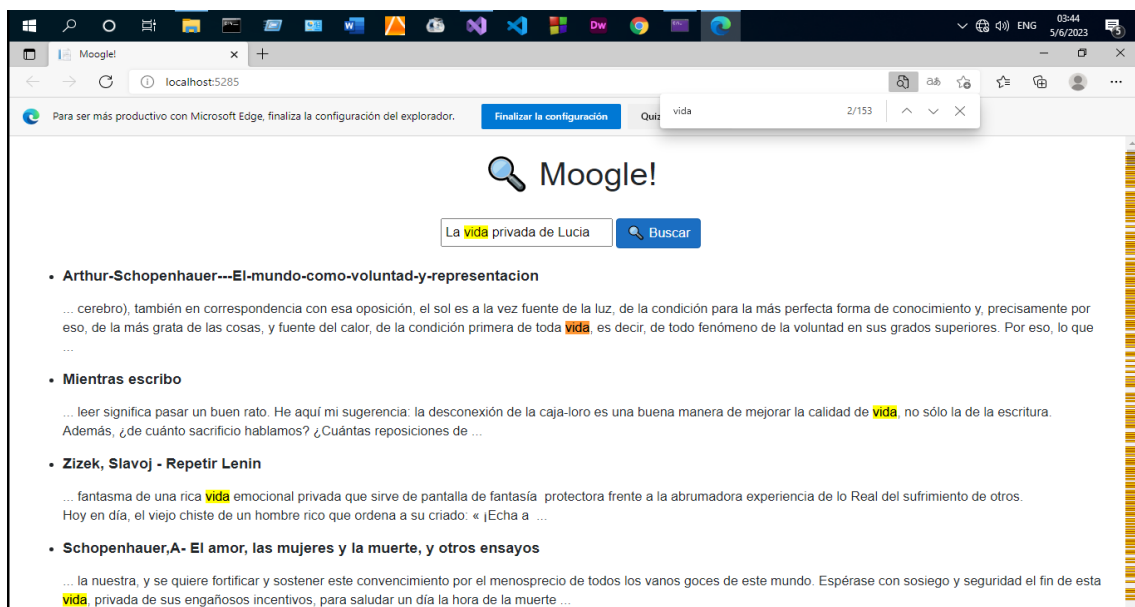 03:44
ENG
5/6/2023
Moogle!
localhost:5285
Para ser más productivo con Microsoft Edge, finaliza la configuración del explorador.
Finalizar la configuración
Quiz
vida
2/153
Moogle!
La vida privada de Lucia
Buscar
• Arthur-Schopenhauer---El-mundo-como-voluntad-y-representacion
... cerebro), también en correspondencia con esa oposición, el sol es a la vez fuente de la luz, de la condición para la más perfecta forma de conocimiento y, precisamente por
eso, de la más grata de las cosas, y fuente del calor, de la condición primera de toda vida, es decir, de todo fenómeno de la voluntad en sus grados superiores. Por eso, lo que
...
• Mientras escribo
... leer significa pasar un buen rato. He aquí mi sugerencia: la desconexión de la caja-loro es una buena manera de mejorar la calidad de vida, no sólo la de la escritura.
Además, ¿de cuánto sacrificio hablamos? ¿Cuántas reposiciones de ...
• Zizek, Slavoj - Repetir Lenin
... fantasma de una rica vida emocional privada que sirve de pantalla de fantasía protectora frente a la abrumadora experiencia de lo Real del sufrimiento de otros.
Hoy en día, el viejo chiste de un hombre rico que ordena a su criado: « ¡Echa a ...
• Schopenhauer,A- El amor, las mujeres y la muerte, y otros ensayos
... la nuestra, y se quiere fortificar y sostener este convencimiento por el menosprecio de todos los vanos goces de este mundo. Espérase con sosiego y seguridad el fin de esta
vida, privada de sus engañosos incentivos, para saludar un día la hora de la muerte ...